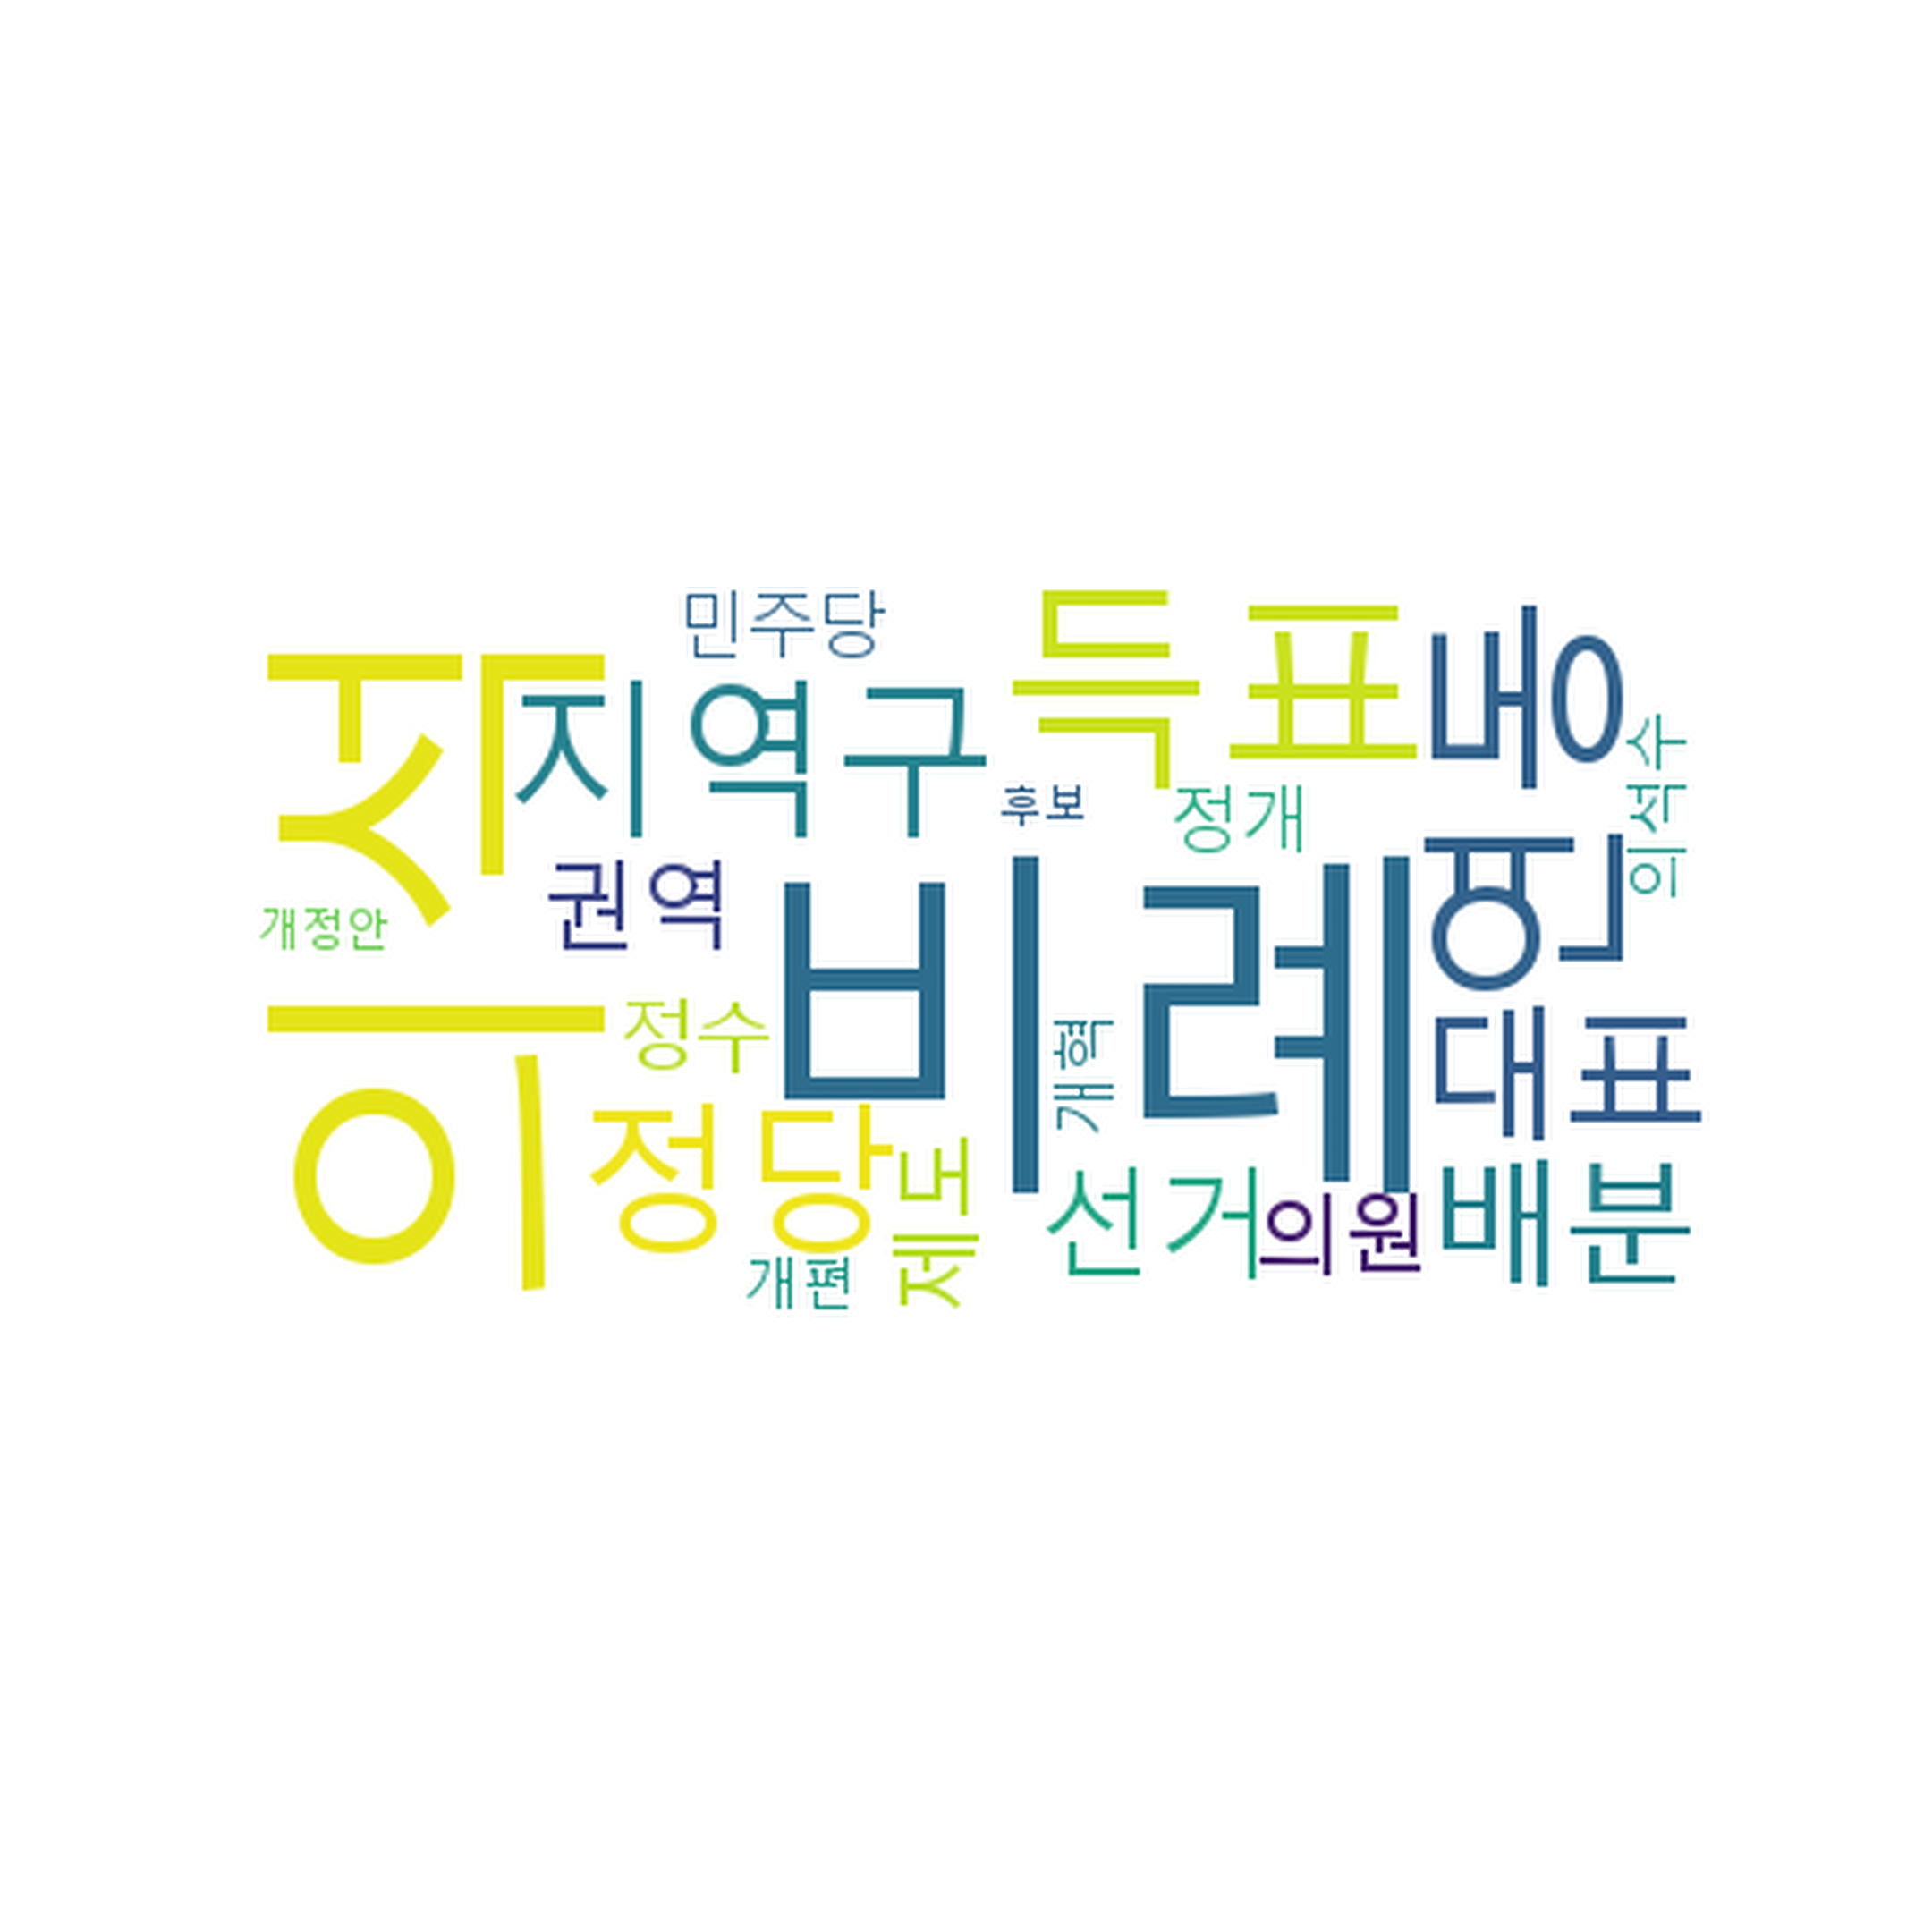 민주당
득표
연동
의석
지역구
의석수
후보
정개
권역
비례
개정안
정수
개혁
대표
정당
제도
선거
의원
배분
개편